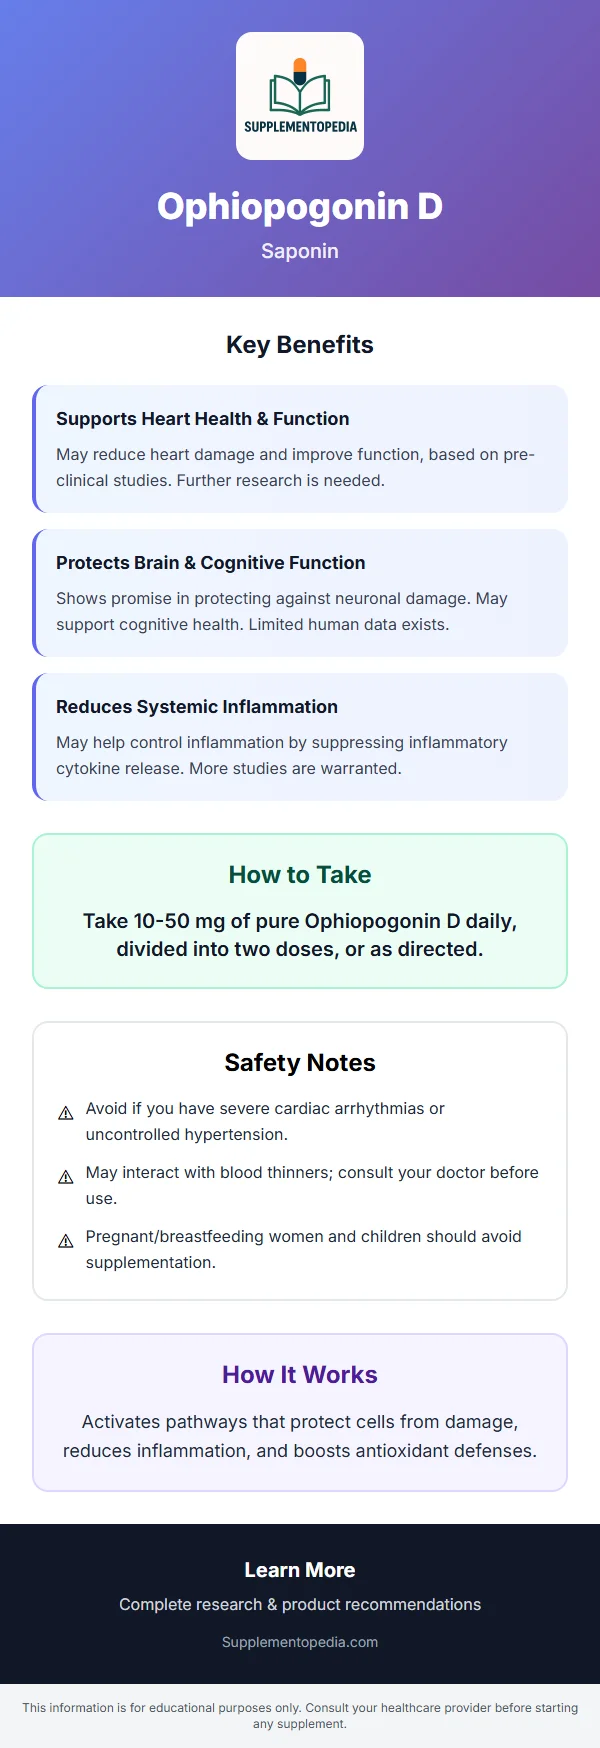 SUPPLEMENTOPEDIA
Ophiopogonin D
Saponin
Key Benefits
Supports Heart Health & Function
May reduce heart damage and improve function, based on pre-
clinical studies. Further research is needed.
Protects Brain & Cognitive Function
Shows promise in protecting against neuronal damage. May
support cognitive health. Limited human data exists.
Reduces Systemic Inflammation
May help control inflammation by suppressing inflammatory
cytokine release. More studies are warranted.
How to Take
Take 10-50 mg of pure Ophiopogonin D daily,
divided into two doses, or as directed.
Safety Notes
⚠ Avoid if you have severe cardiac arrhythmias or
uncontrolled hypertension.
⚠ May interact with blood thinners; consult your doctor before
use.
⚠ Pregnant/breastfeeding women and children should avoid
supplementation.
How It Works
Activates pathways that protect cells from damage,
reduces inflammation, and boosts antioxidant defenses.
Learn More
Complete research & product recommendations
Supplementopedia.com
This information is for educational purposes only. Consult your healthcare provider before starting
any supplement.